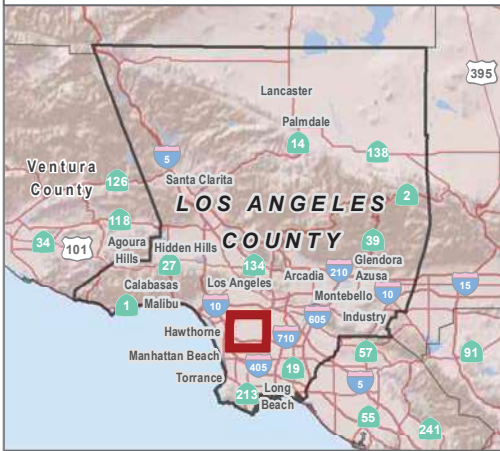 395
Lancaster
Palmdale
14
138
5
Ventura
County
126
Santa Clarita
2
LOS ANGELES
COUNTY
118
34
101
Agoura
Hills
Hidden Hills
27
39
134
Arcadia
210
Glendora
Azusa
Calabasas
Los Angeles
15
1
Malibu
10
Montebello
10
Hawthorne
605
Industry
710
Manhattan Beach
405
19
57
91
Torrance
5
213
Long
Beach
55
241